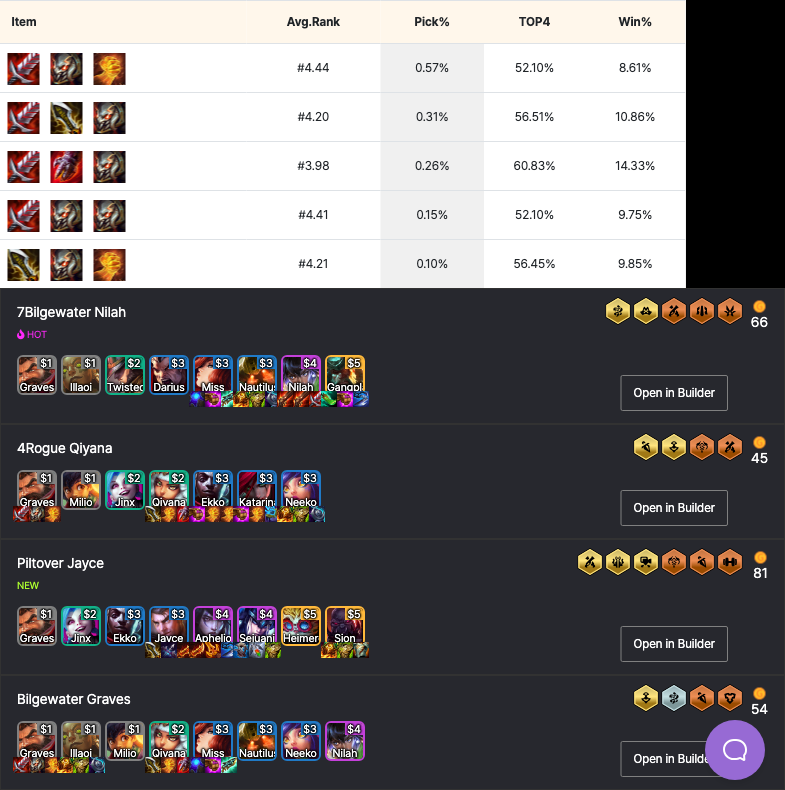 Item Avg.Rank Pick% TOP4 Win%
#4.44 0.57% 52.10% 8.61%
#4.20 0.31% 56.51% 10.86%
#3.98 0.26% 60.83% 14.33%
#4.41 0.15% 52.10% 9.75%
#4.21 0.10% 56.45% 9.85%
7Bilgewater Nilah
HOT
66
$1 $1 $2 $3 $3 $3 $4 $5
Graves Illaoi Twisted Darius Miss Nautilu Nilah Gangpl
Open in Builder
4Rogue Qiyana
45
$1 $1 $2 $2 $3 $3 $3
Graves Milio Jinx Qiyana Ekko Katarin Neeko
Open in Builder
Piltover Jayce
NEW
81
$1 $2 $3 $3 $4 $4 $5 $5
Graves Jinx Ekko Jayce Aphelio Sejuani Heimer Sion
Open in Builder
Bilgewater Graves
54
$1 $1 $1 $2 $3 $3 $3 $4
Graves Illaoi Milio Qiyana Miss Nautilu Neeko Nilah
Open in Builde